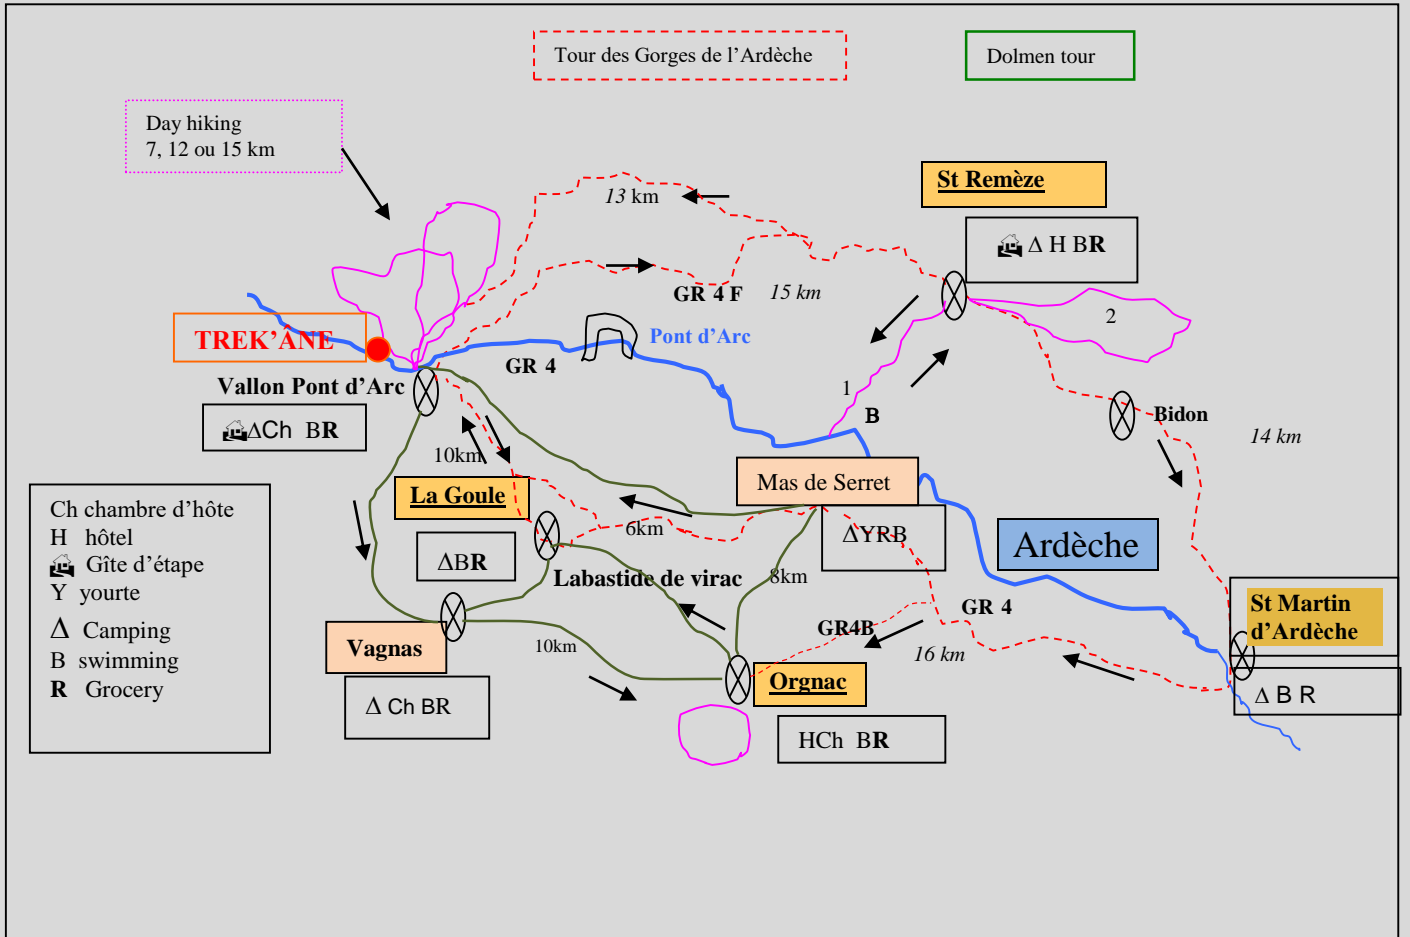 Tour des Gorges de l'Ardèche
Dolmen tour
Day hiking
7, 12 ou 15 km
St Remèze
13 km
Δ H BR
GR 4 F
15 km
2
TREK'ÂNE
Pont d'Arc
GR 4
Vallon Pont d'Arc
1
B
Bidon
ΔCh BR
14 km
10km
Mas de Serret
La Goule
Ch chambre d'hôte
H hôtel
Gîte d'étape
Y yourte
Δ Camping
B swimming
R Grocery
6km
ΔYRB
Ardèche
ΔBR
Labastide de virac
8km
St Martin
d'Ardèche
GR 4
GR4B
Vagnas
10km
16 km
Orgnac
Δ Ch BR
Δ B R
HCh BR